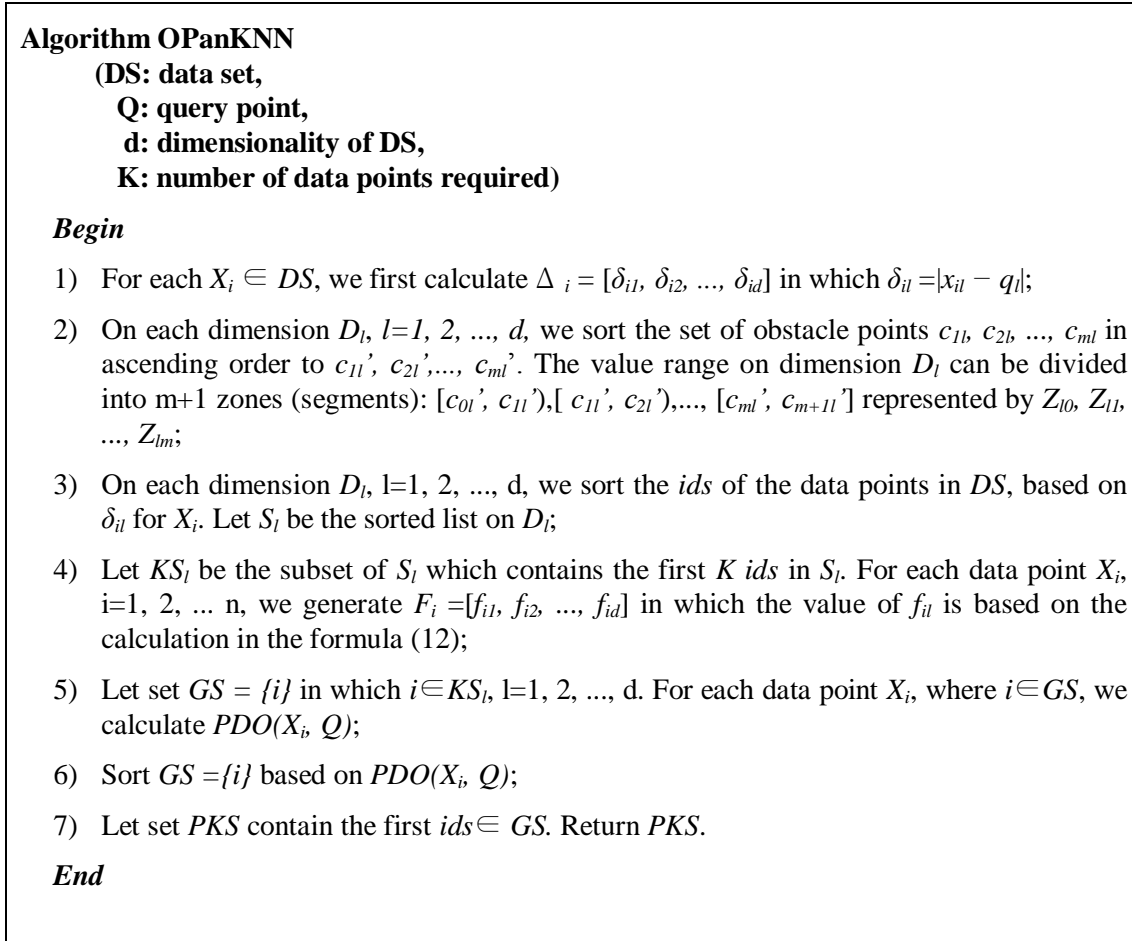 Algorithm OPanKNN
(DS: data set,
Q: query point,
d: dimensionality of DS,
K: number of data points required)
Begin
1) For each Xi ∈ DS, we first calculate Δ i = [δi1, δi2, ..., δid] in which δil =|xil − ql|;
2) On each dimension Dl, l=1, 2, ..., d, we sort the set of obstacle points c1l, c2l, ..., cml in
ascending order to c1l’, c2l’,..., cml’. The value range on dimension Dl can be divided
into m+1 zones (segments): [c0l’, c1l’),[ c1l’, c2l’),..., [cml’, cm+1l’] represented by Zl0, Zl1,
..., Zlm;
3) On each dimension Dl, l=1, 2, ..., d, we sort the ids of the data points in DS, based on
δil for Xi. Let Sl be the sorted list on Dl;
4) Let KSl be the subset of Sl which contains the first K ids in Sl. For each data point Xi,
i=1, 2, ... n, we generate Fi =[fi1, fi2, ..., fid] in which the value of fil is based on the
calculation in the formula (12);
5) Let set GS = {i} in which i∈KSl, l=1, 2, ..., d. For each data point Xi, where i∈GS, we
calculate PDO(Xi, Q);
6) Sort GS ={i} based on PDO(Xi, Q);
7) Let set PKS contain the first ids∈ GS. Return PKS.
End